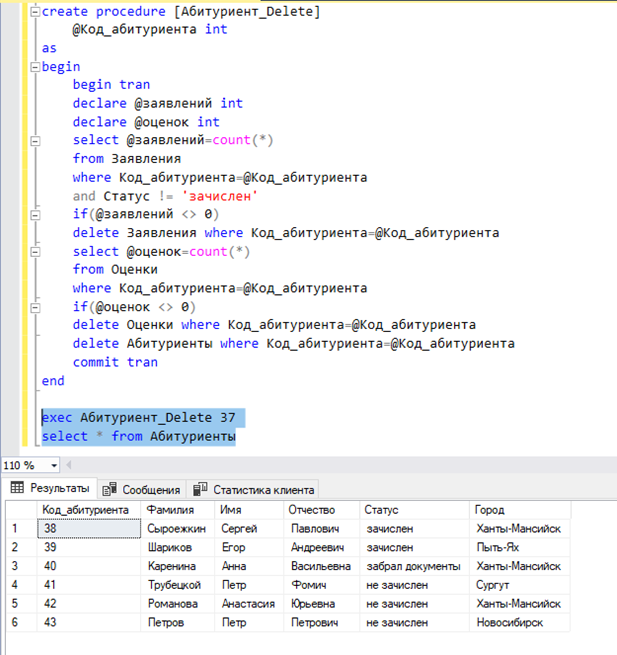 create procedure [Абитуриент_Delete]
@Код_абитуриента int
as
begin
begin tran
declare @заявлений int
declare @оценок int
select @заявлений=count(*)
from Заявления
where Код_абитуриента=@Код_абитуриента
and Статус != 'зачислен'
if(@заявлений <> 0)
delete Заявления where Код_абитуриента=@Код_абитуриента
select @оценок=count(*)
from Оценки
where Код_абитуриента=@Код_абитуриента
if(@оценок <> 0)
delete Оценки where Код_абитуриента=@Код_абитуриента
delete Абитуриенты where Код_абитуриента=@Код_абитуриента
commit tran
end
exec Абитуриент_Delete 37
select * from Абитуриенты
110 %
Результаты Сообщения Статистика клиента
Код_абитуриента Фамилия Имя Отчество Статус Город
1 38 Сыроежкин Сергей Павлович зачислен Ханты-Мансийск
2 39 Шариков Егор Андреевич зачислен Пыть-Ях
3 40 Каренина Анна Васильевна забрал документы Ханты-Мансийск
4 41 Трубецкой Петр Фомич не зачислен Сургут
5 42 Романова Анастасия Юрьевна не зачислен Ханты-Мансийск
6 43 Петров Петр Петрович не зачислен Новосибирск